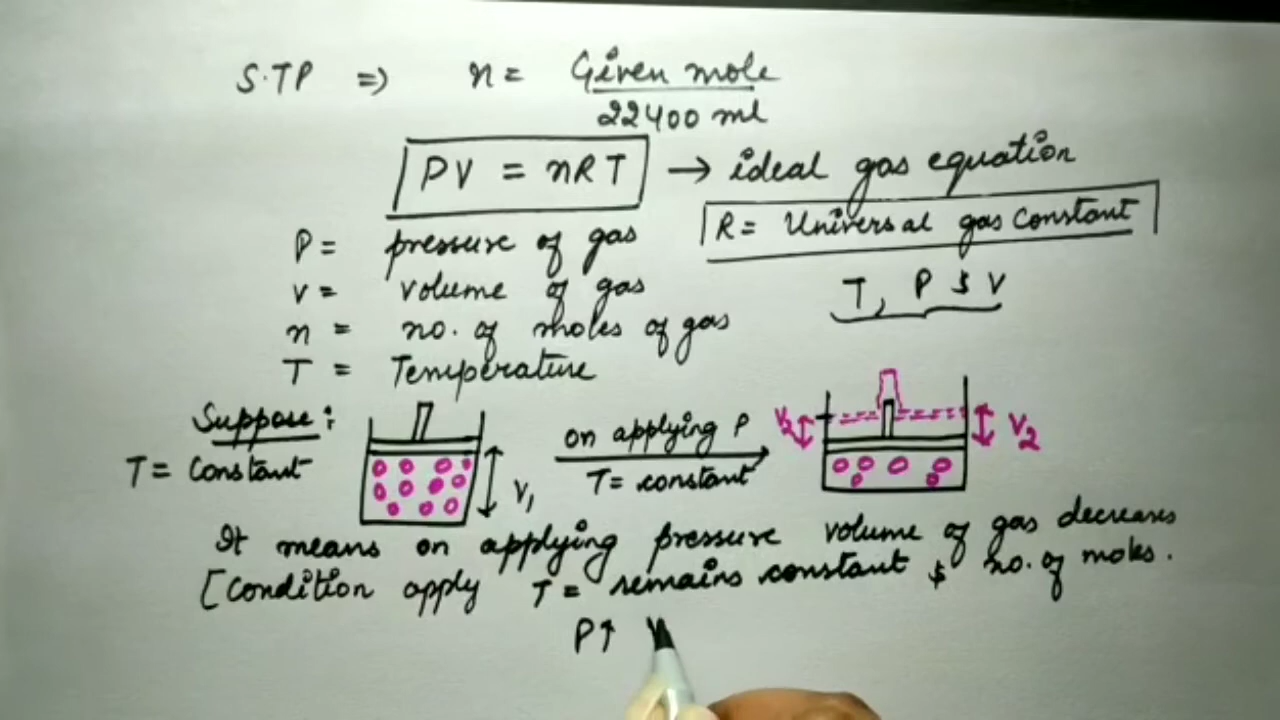 S.TP ⇒ n = Given mole / 22400 ml
PV = nRT → ideal gas equation
R = Universal gas constant
P = pressure of gas
V = volume of gas
n = no. of moles of gas
T = Temperature
T, P & V
Suppose:
T = Constant
V1
on applying P
T = constant
V2
V2
It means on applying pressure volume of gas decreases
[Condition apply T = remains constant & no. of moles.
P↑ V